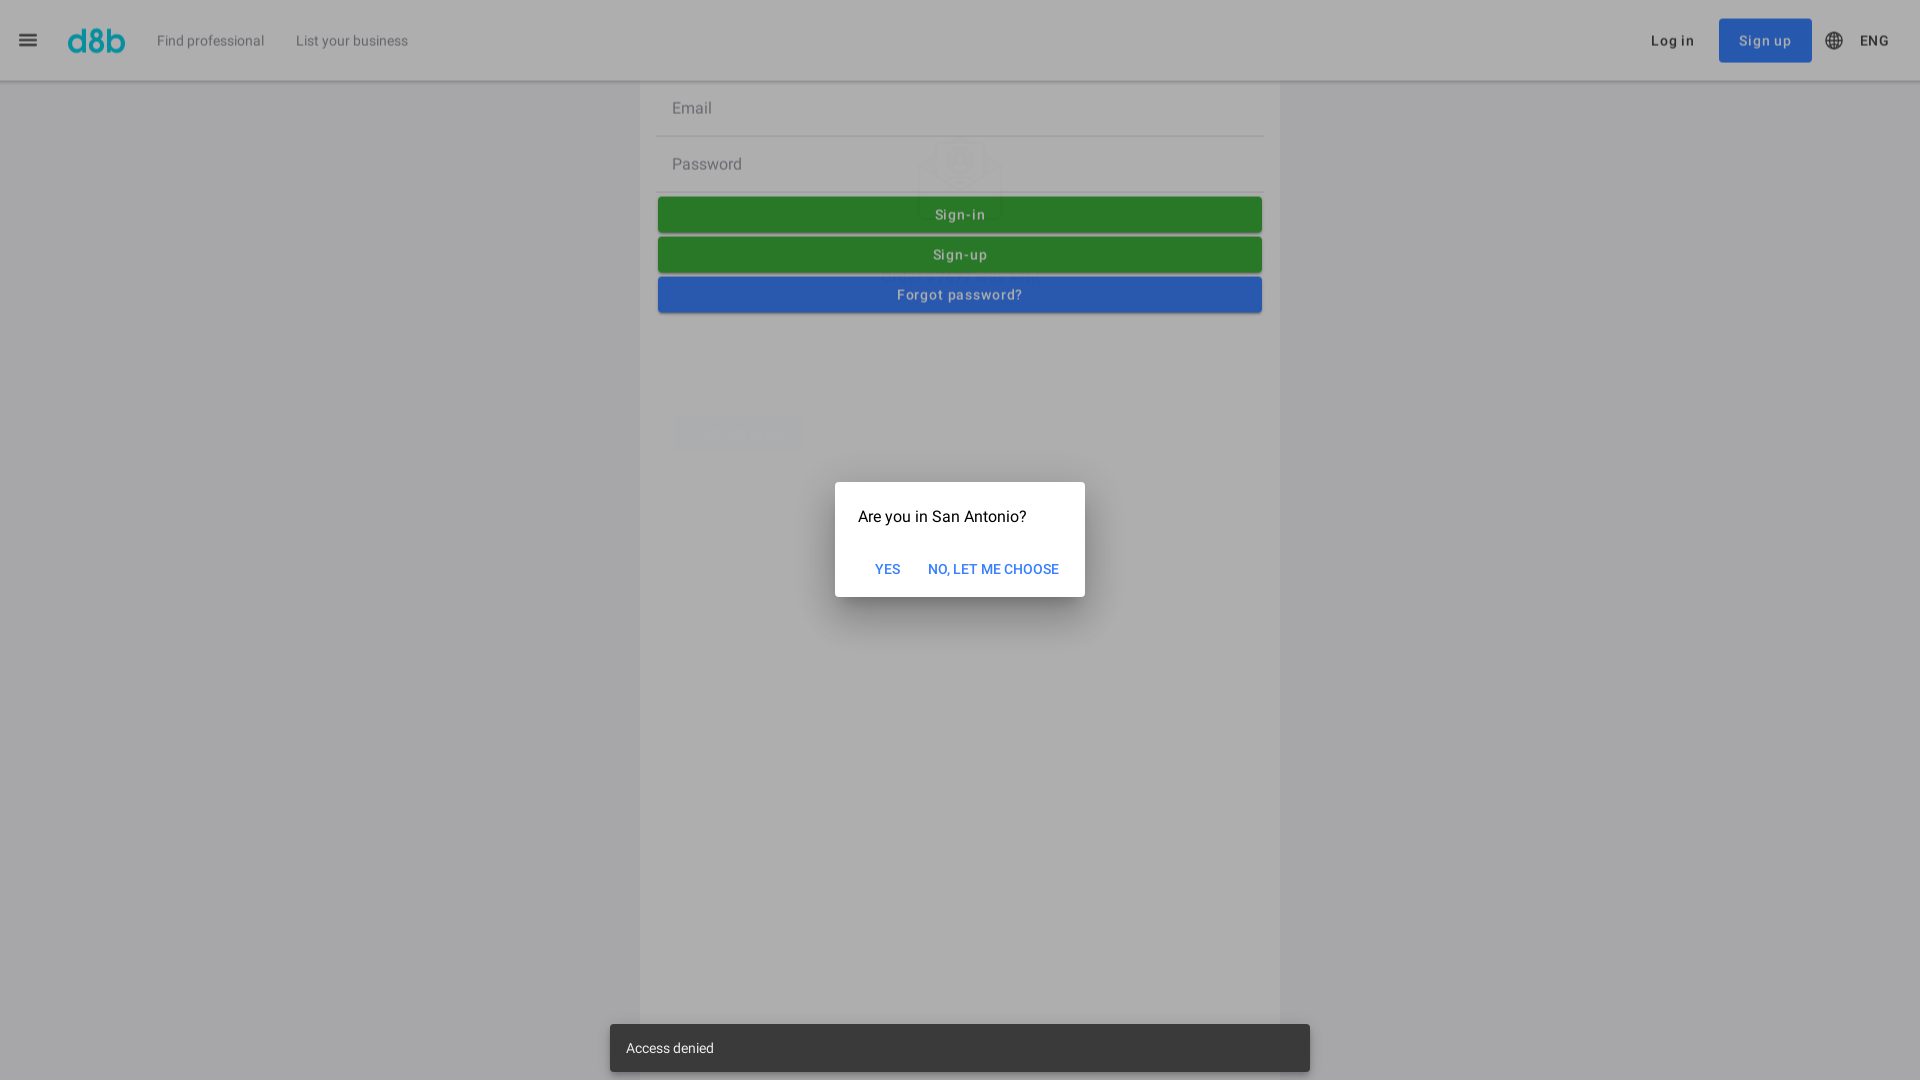 d8b
Find professional
List your business
Log in
Sign up
ENG
Email
Password
Sign-in
Sign-up
Forgot password?
Are you in San Antonio?
YES
NO, LET ME CHOOSE
Access denied